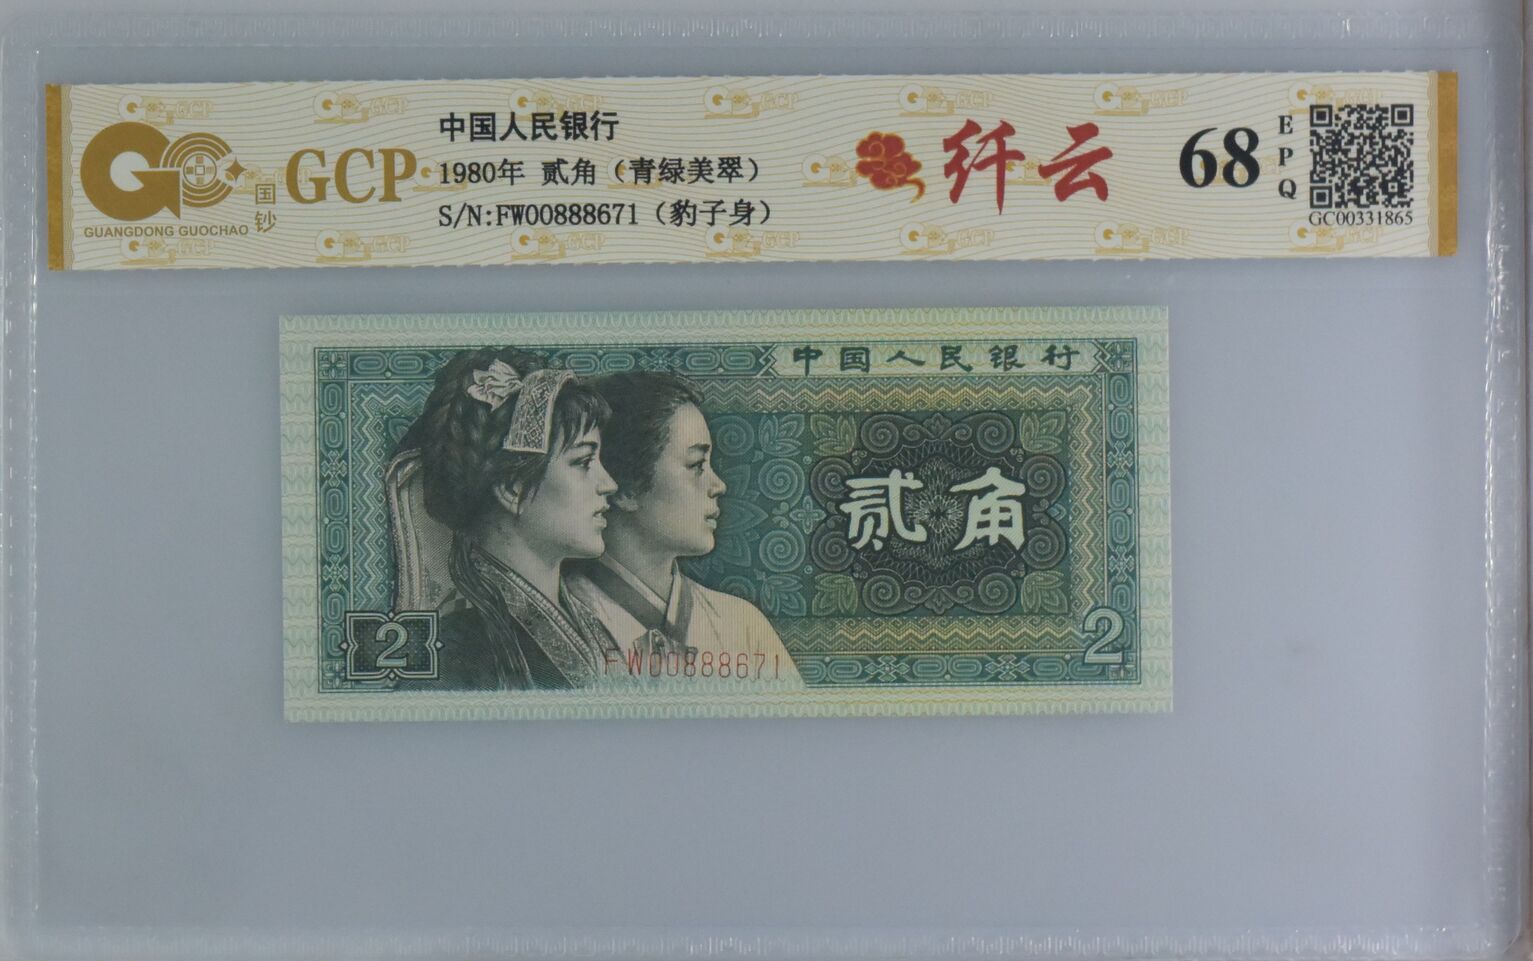 GUANGDONG GUOCHAO
国钞
GCP
中国人民银行
1980年 贰角（青绿美翠）
S/N:FW00888671（豹子身）
纤云
68
EPQ
GC00331865
中国人民银行
贰角
2
2
FW00888671